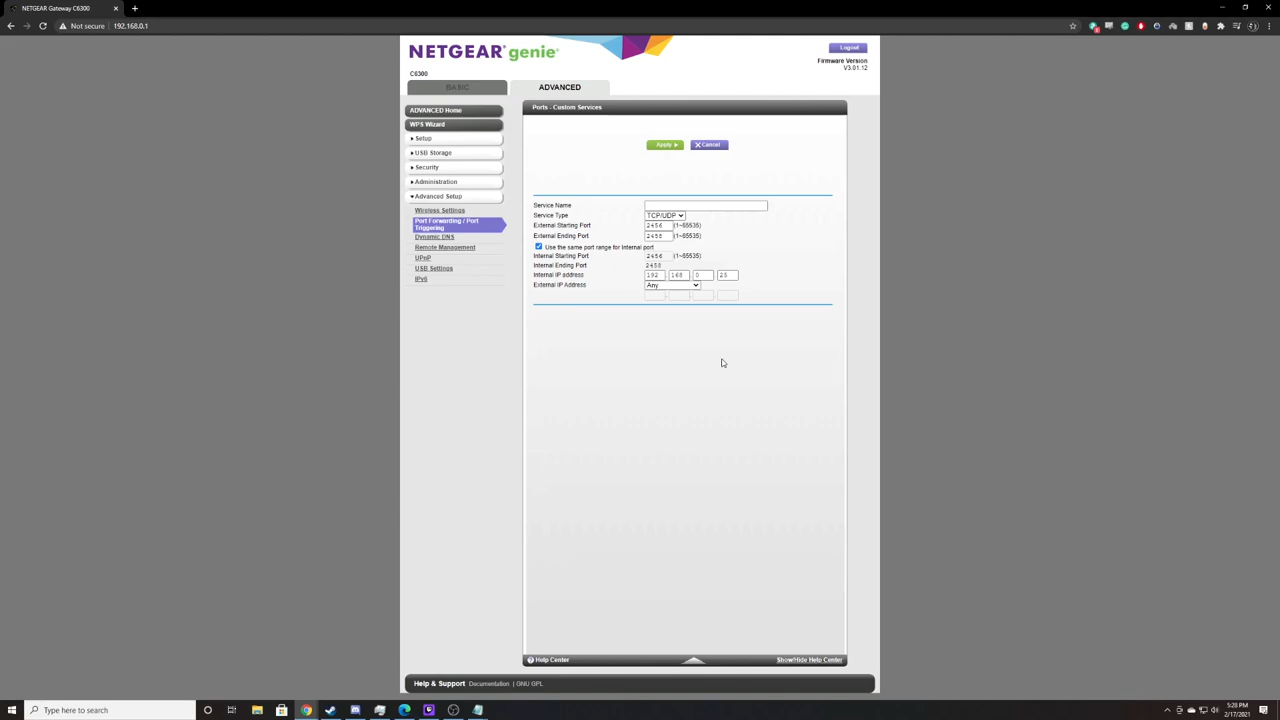 NETGEAR Gateway C6300
Not secure | 192.168.0.1
NETGEAR genie
Logout
Firmware Version
V3.01.12
C6300
BASIC
ADVANCED
ADVANCED Home
WPS Wizard
Setup
USB Storage
Security
Administration
Advanced Setup
Wireless Settings
Port Forwarding / Port
Triggering
Dynamic DNS
Remote Management
UPnP
USB Settings
IPv6
Ports - Custom Services
Apply
Cancel
Service Name
Service Type TCP/UDP
External Starting Port 2456 (1~65535)
External Ending Port 2458 (1~65535)
Use the same port range for Internal port
Internal Starting Port 2456 (1~65535)
Internal Ending Port 2458
Internal IP address 192 . 168 . 0 . 25
External IP Address Any
Help Center
Show/Hide Help Center
Help & Support Documentation | GNU GPL
Type here to search
5:28 PM
2/17/2021